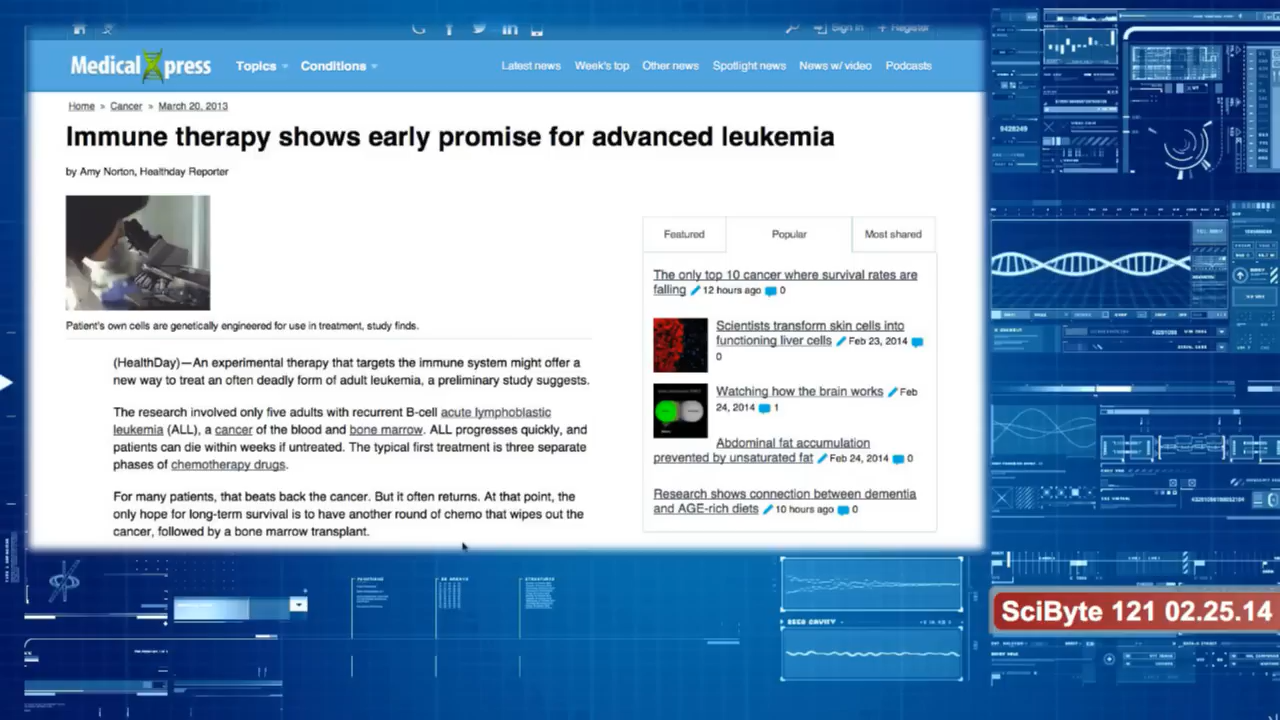 Sign in
Register
Medical Xpress
Topics
Conditions
Latest news
Week's top
Other news
Spotlight news
News w/ video
Podcasts
Home > Cancer > March 20, 2013
Immune therapy shows early promise for advanced leukemia
by Amy Norton, Healthday Reporter
Patient's own cells are genetically engineered for use in treatment, study finds.
(HealthDay)—An experimental therapy that targets the immune system might offer a
new way to treat an often deadly form of adult leukemia, a preliminary study suggests.
The research involved only five adults with recurrent B-cell acute lymphoblastic
leukemia (ALL), a cancer of the blood and bone marrow. ALL progresses quickly, and
patients can die within weeks if untreated. The typical first treatment is three separate
phases of chemotherapy drugs.
For many patients, that beats back the cancer. But it often returns. At that point, the
only hope for long-term survival is to have another round of chemo that wipes out the
cancer, followed by a bone marrow transplant.
Featured
Popular
Most shared
The only top 10 cancer where survival rates are
falling 12 hours ago 0
Scientists transform skin cells into
functioning liver cells Feb 23, 2014
0
Watching how the brain works Feb
24, 2014 1
Abdominal fat accumulation
prevented by unsaturated fat Feb 24, 2014 0
Research shows connection between dementia
and AGE-rich diets 10 hours ago 0
9428249
SciByte 121 02.25.14